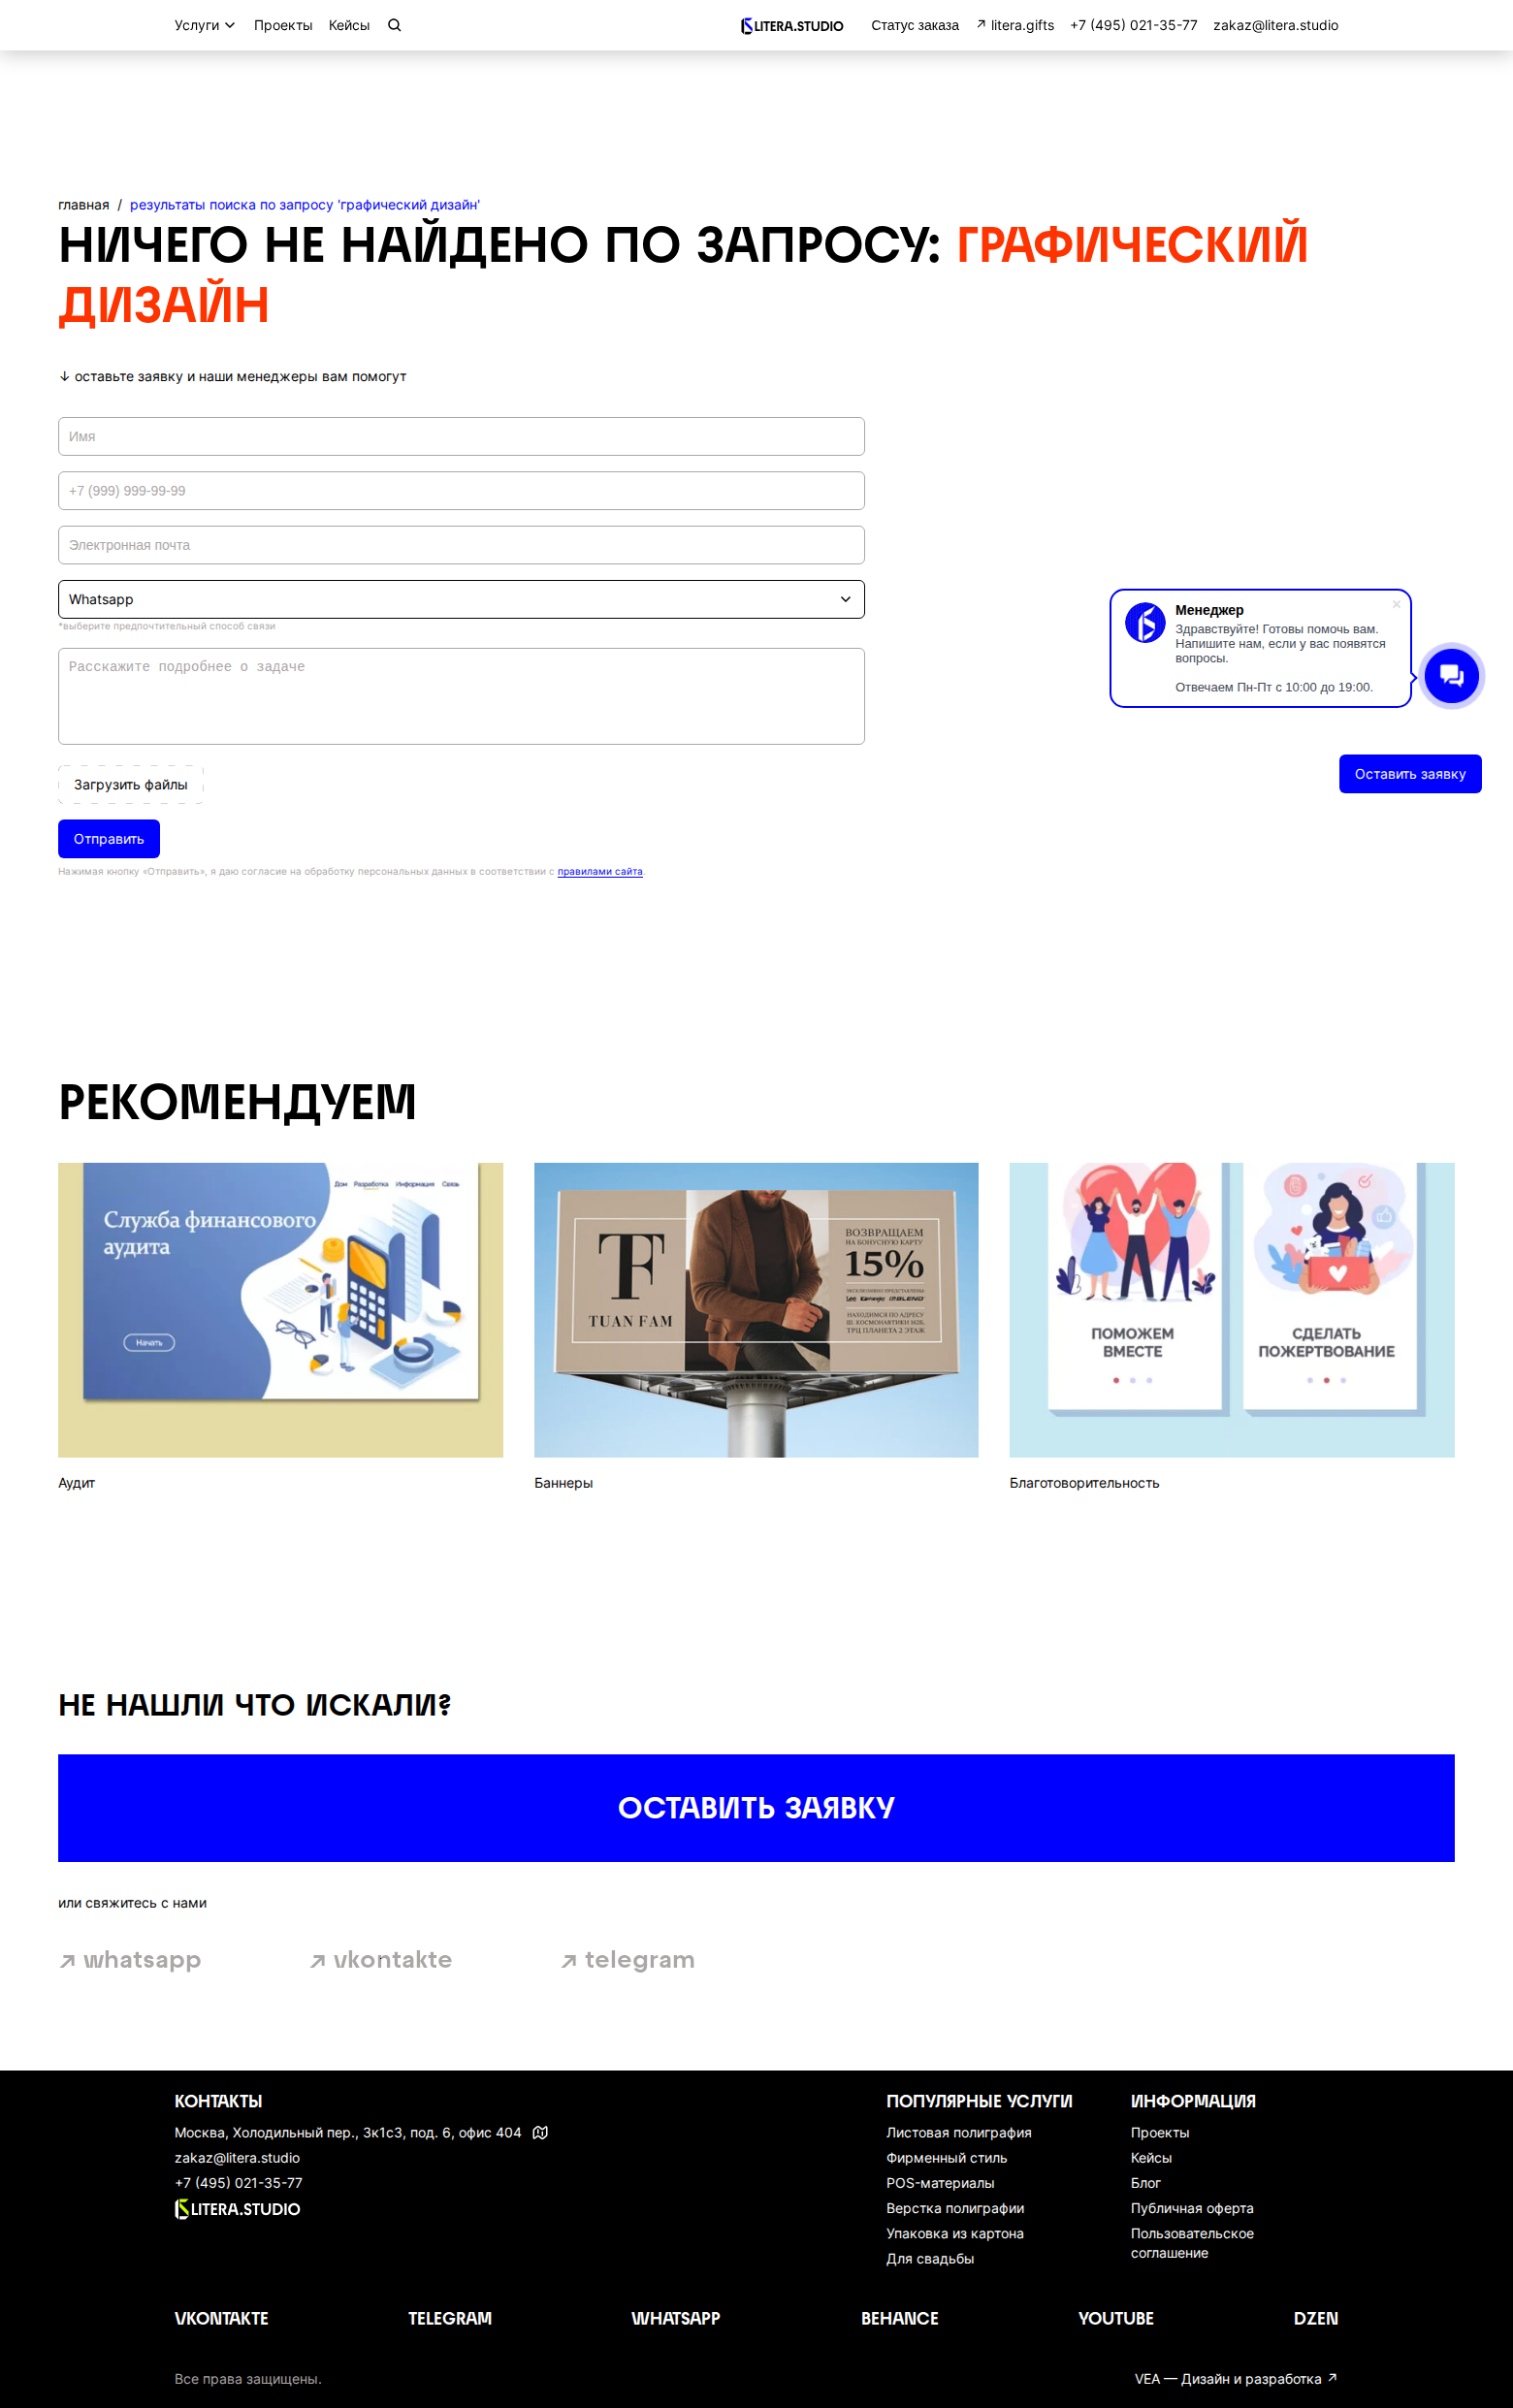 Услуги Проекты Кейсы LITERA.STUDIO Статус заказа ↗ litera.gifts +7 (495) 021-35-77 zakaz@litera.studio
главная / результаты поиска по запросу 'графический дизайн'
НИЧЕГО НЕ НАЙДЕНО ПО ЗАПРОСУ: ГРАФИЧЕСКИЙ
ДИЗАЙН
↓ оставьте заявку и наши менеджеры вам помогут
Имя
+7 (999) 999-99-99
Электронная почта
Whatsapp
*выберите предпочтительный способ связи
Расскажите подробнее о задаче
Загрузить файлы
Отправить
Нажимая кнопку «Отправить», я даю согласие на обработку персональных данных в соответствии с правилами сайта.
Менеджер
Здравствуйте! Готовы помочь вам.
Напишите нам, если у вас появятся
вопросы.
Отвечаем Пн-Пт с 10:00 до 19:00.
Оставить заявку
РЕКОМЕНДУЕМ
Дом Разработка Информация Связь
Служба финансового
аудита
Начать
Аудит
TUAN FAM
ВОЗВРАЩАЕМ
НА БОНУСНУЮ КАРТУ
15%
ЭКСКЛЮЗИВНО ПРЕДСТАВЛЕНЫ
НАХОДИМСЯ ПО АДРЕСУ
ТРЦ ПЛАНЕТА 2 ЭТАЖ
Баннеры
ПОМОЖЕМ
ВМЕСТЕ
СДЕЛАТЬ
ПОЖЕРТВОВАНИЕ
Благотоворительность
НЕ НАШЛИ ЧТО ИСКАЛИ?
ОСТАВИТЬ ЗАЯВКУ
или свяжитесь с нами
↗ whatsapp ↗ vkontakte ↗ telegram
КОНТАКТЫ
Москва, Холодильный пер., 3к1с3, под. 6, офис 404
zakaz@litera.studio
+7 (495) 021-35-77
LITERA.STUDIO
ПОПУЛЯРНЫЕ УСЛУГИ
Листовая полиграфия
Фирменный стиль
POS-материалы
Верстка полиграфии
Упаковка из картона
Для свадьбы
ИНФОРМАЦИЯ
Проекты
Кейсы
Блог
Публичная оферта
Пользовательское
соглашение
VKONTAKTE TELEGRAM WHATSAPP BEHANCE YOUTUBE DZEN
Все права защищены. VEA — Дизайн и разработка ↗